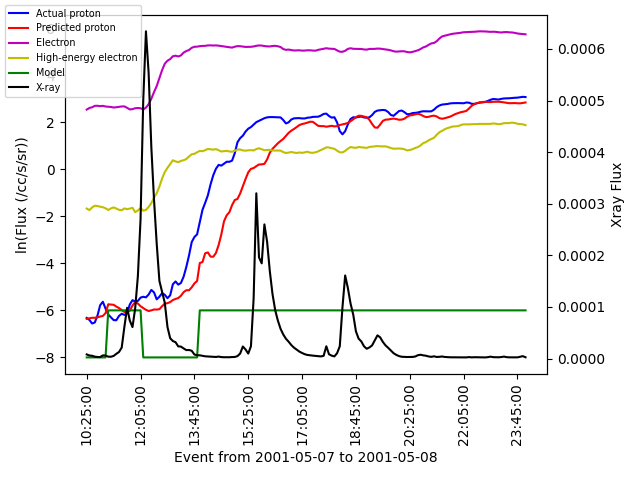 Actual proton
Predicted proton
Electron
High-energy electron
Model
X-ray
2
0
−2
−4
−6
−8
0.0006
0.0005
0.0004
0.0003
0.0002
0.0001
0.0000
ln(Flux (/cc/s/sr))
Xray Flux
10:25:00
12:05:00
13:45:00
15:25:00
17:05:00
18:45:00
20:25:00
22:05:00
23:45:00
Event from 2001-05-07 to 2001-05-08